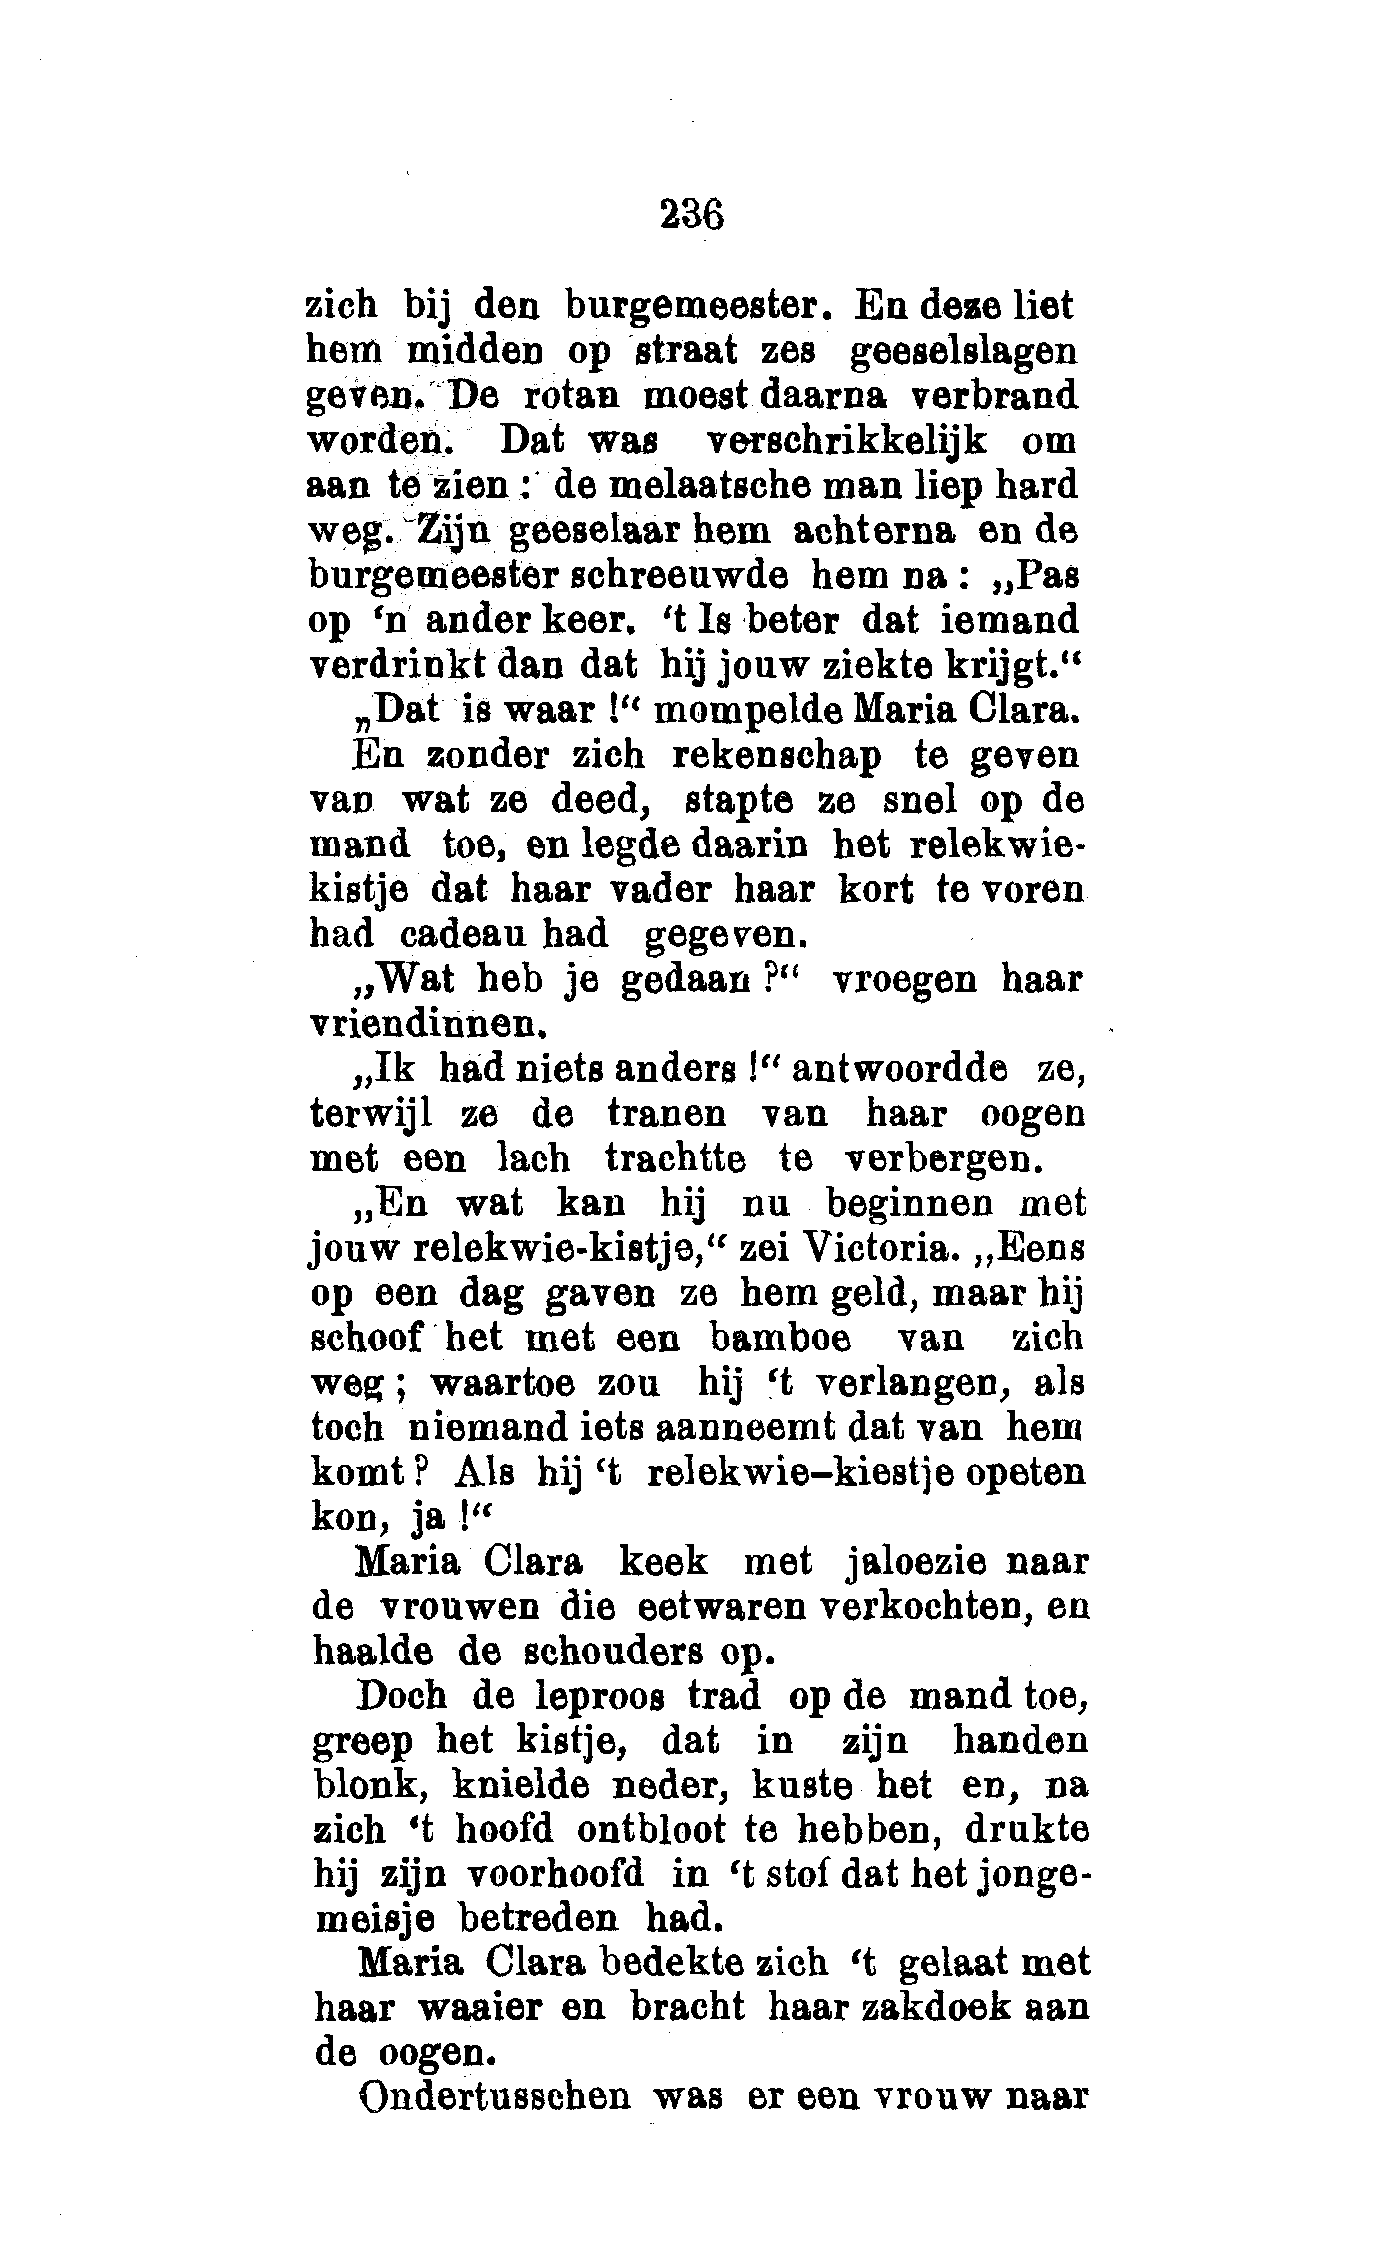 236
zich bij den burgemeester. En deze liet
hem midden op straat zes geeselslagen
geven. De rotan moest daarna verbrand
worden. Dat was verschrikkelijk om
aan te zien : de melaatsche man liep hard
weg. Zijn geeselaar hem achterna en de
burgemeester schreeuwde hem na : „Pas
op ‘n ander keer. ‘t Is beter dat iemand
verdrinkt dan dat hij jouw ziekte krijgt.“
„Dat is waar !“ mompelde Maria Clara.
En zonder zich rekenschap te geven
van wat ze deed, stapte ze snel op de
mand toe, en legde daarin het relekwie-
kistje dat haar vader haar kort te voren
had cadeau had gegeven.
„Wat heb je gedaan ?“ vroegen haar
vriendinnen.
„Ik had niets anders !“ antwoordde ze,
terwijl ze de tranen van haar oogen
met een lach trachtte te verbergen.
„En wat kan hij nu beginnen met
jouw relekwie-kistje,“ zei Victoria. „Eens
op een dag gaven ze hem geld, maar hij
schoof het met een bamboe van zich
weg ; waartoe zou hij ‘t verlangen, als
toch niemand iets aanneemt dat van hem
komt ? Als hij ‘t relekwie–kiestje opeten
kon, ja !“
Maria Clara keek met jaloezie naar
de vrouwen die eetwaren verkochten, en
haalde de schouders op.
Doch de leproos trad op de mand toe,
greep het kistje, dat in zijn handen
blonk, knielde neder, kuste het en, na
zich ‘t hoofd ontbloot te hebben, drukte
hij zijn voorhoofd in ‘t stof dat het jonge-
meisje betreden had.
Maria Clara bedekte zich ‘t gelaat met
haar waaier en bracht haar zakdoek aan
de oogen.
Ondertusschen was er een vrouw naar